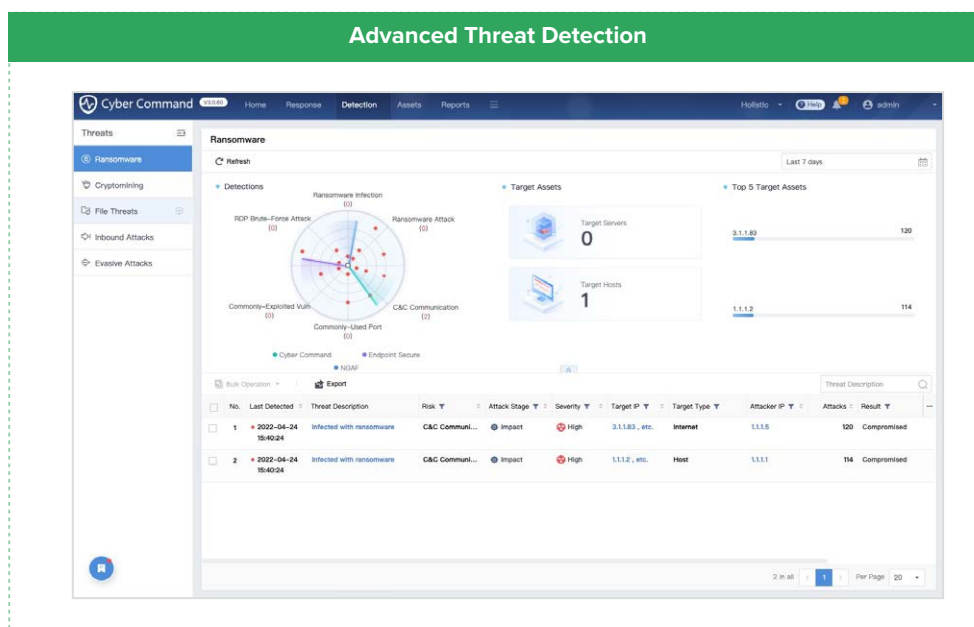 Advanced Threat Detection
Cyber Command V3.0.60 Home Response Detection Assets Reports Holistic Help admin
Threats
Ransomware
Cryptomining
File Threats
Inbound Attacks
Evasive Attacks
Ransomware
Refresh Last 7 days
Detections
Ransomware Infection
(0)
RDP Brute-Force Attack
(0)
Ransomware Attack
(0)
Commonly-Exploited Vuln
(0)
C&C Communication
(2)
Commonly-Used Port
(0)
Cyber Command Endpoint Secure
NGAF
Target Assets
Target Servers
0
Target Hosts
1
Top 5 Target Assets
3.1.1.83 120
1.1.1.2 114
Bulk Operation Export Threat Description
No. Last Detected Threat Description Risk Attack Stage Severity Target IP Target Type Attacker IP Attacks Result
1 2022-04-24 Infected with ransomware C&C Communi... Impact High 3.1.1.83 , etc. Internet 1.1.1.5 120 Compromised
15:40:24
2 2022-04-24 Infected with ransomware C&C Communi... Impact High 1.1.1.2 , etc. Host 1.1.1.1 114 Compromised
15:40:24
2 in all 1 Per Page 20